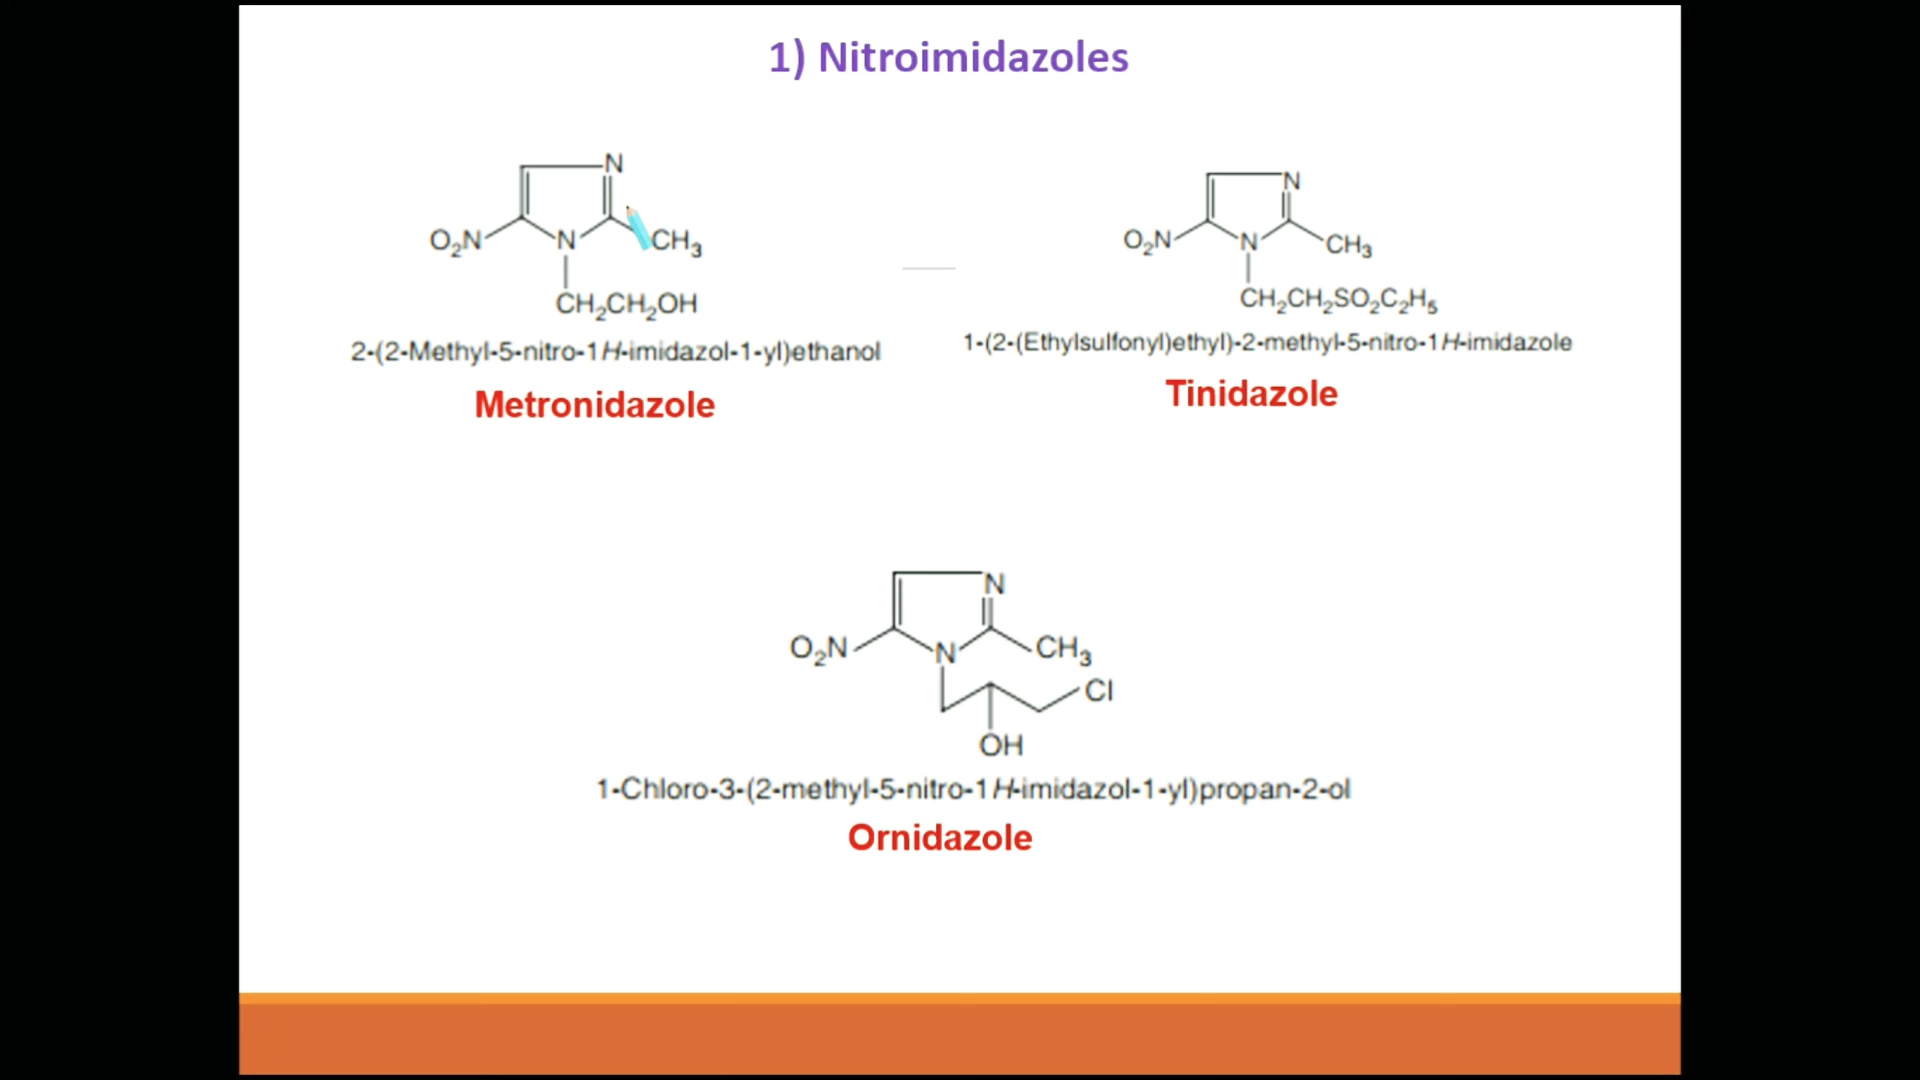 1) Nitroimidazoles
N
O₂N
N
CH₃
CH₂CH₂OH
2-(2-Methyl-5-nitro-1H-imidazol-1-yl)ethanol
Metronidazole
N
O₂N
N
CH₃
CH₂CH₂SO₂C₂H₅
1-(2-(Ethylsulfonyl)ethyl)-2-methyl-5-nitro-1H-imidazole
Tinidazole
N
O₂N
N
CH₃
Cl
OH
1-Chloro-3-(2-methyl-5-nitro-1H-imidazol-1-yl)propan-2-ol
Ornidazole